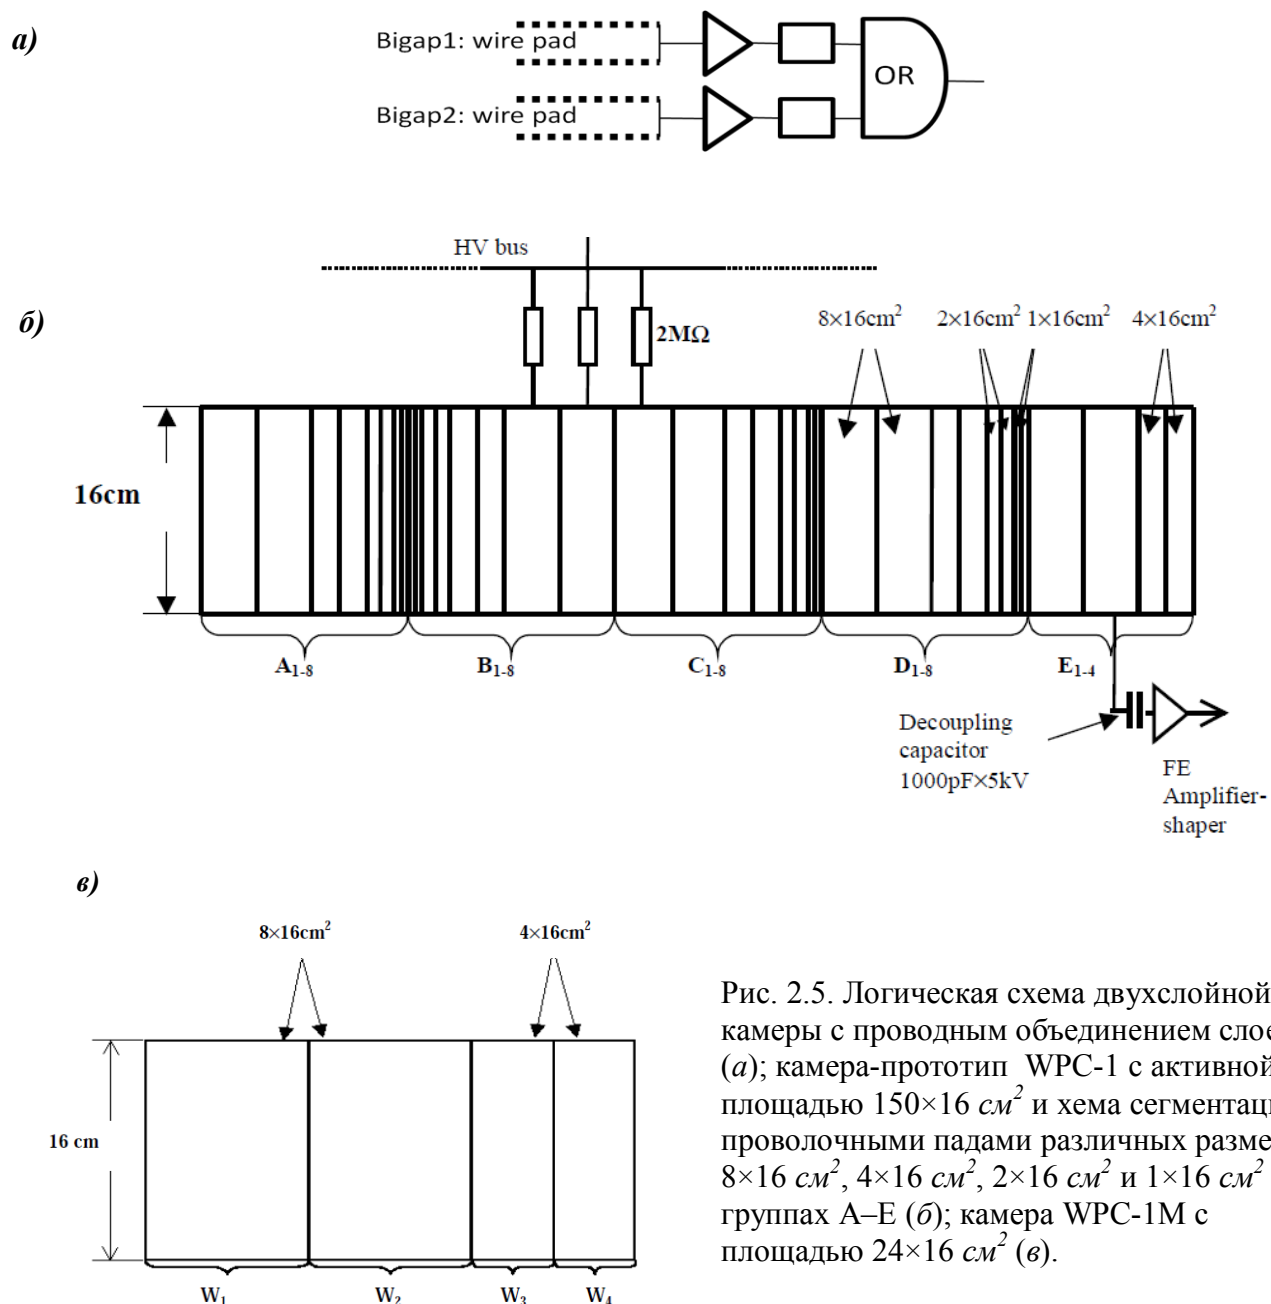 а)
Bigap1: wire pad
Bigap2: wire pad
OR
HV bus
б)
2MΩ
8×16cm²
2×16cm²
1×16cm²
4×16cm²
16cm
A₁₋₈
B₁₋₈
C₁₋₈
D₁₋₈
E₁₋₄
Decoupling
capacitor
1000pF×5kV
FE
Amplifier-
shaper
в)
8×16cm²
4×16cm²
16 cm
W₁
W₂
W₃
W₄
Рис. 2.5. Логическая схема двухслойной
камеры с проводным объединением слое
(а); камера-прототип WPC-1 с активной
площадью 150×16 см² и хема сегментаци
проволочными падами различных разме
8×16 см², 4×16 см², 2×16 см² и 1×16 см²
группах А–Е (б); камера WPC-1М с
площадью 24×16 см² (в).